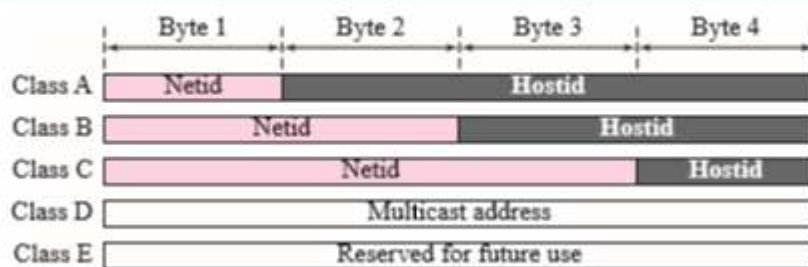 Byte 1 Byte 2 Byte 3 Byte 4
Class A Netid Hostid
Class B Netid Hostid
Class C Netid Hostid
Class D Multicast address
Class E Reserved for future use